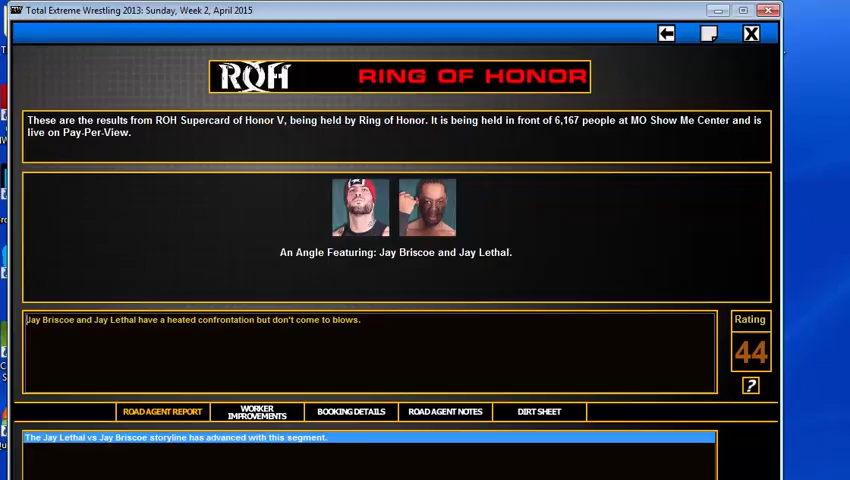 Total Extreme Wrestling 2013: Sunday, Week 2, April 2015
ROH RING OF HONOR
These are the results from ROH Supercard of Honor V, being held by Ring of Honor. It is being held in front of 6,167 people at MO Show Me Center and is
live on Pay-Per-View.
An Angle Featuring: Jay Briscoe and Jay Lethal.
Jay Briscoe and Jay Lethal have a heated confrontation but don't come to blows.
Rating
44
?
ROAD AGENT REPORT
WORKER
IMPROVEMENTS
BOOKING DETAILS
ROAD AGENT NOTES
DIRT SHEET
The Jay Lethal vs Jay Briscoe storyline has advanced with this segment.